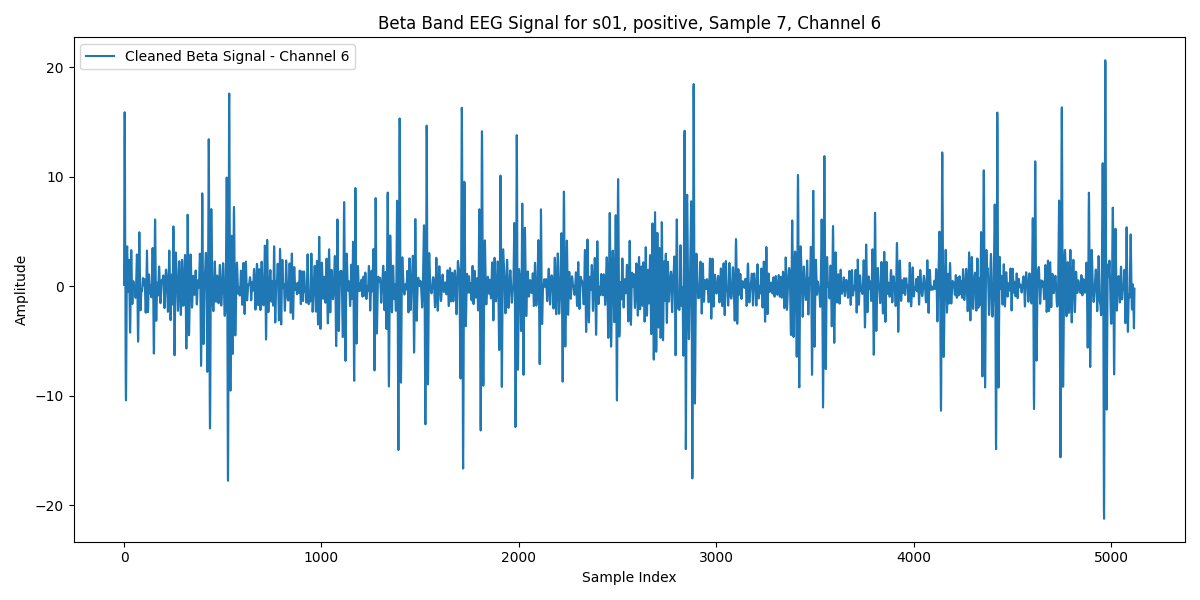 Beta Band EEG Signal for s01, positive, Sample 7, Channel 6
Cleaned Beta Signal - Channel 6
Amplitude
20
10
0
−10
−20
0 1000 2000 3000 4000 5000
Sample Index